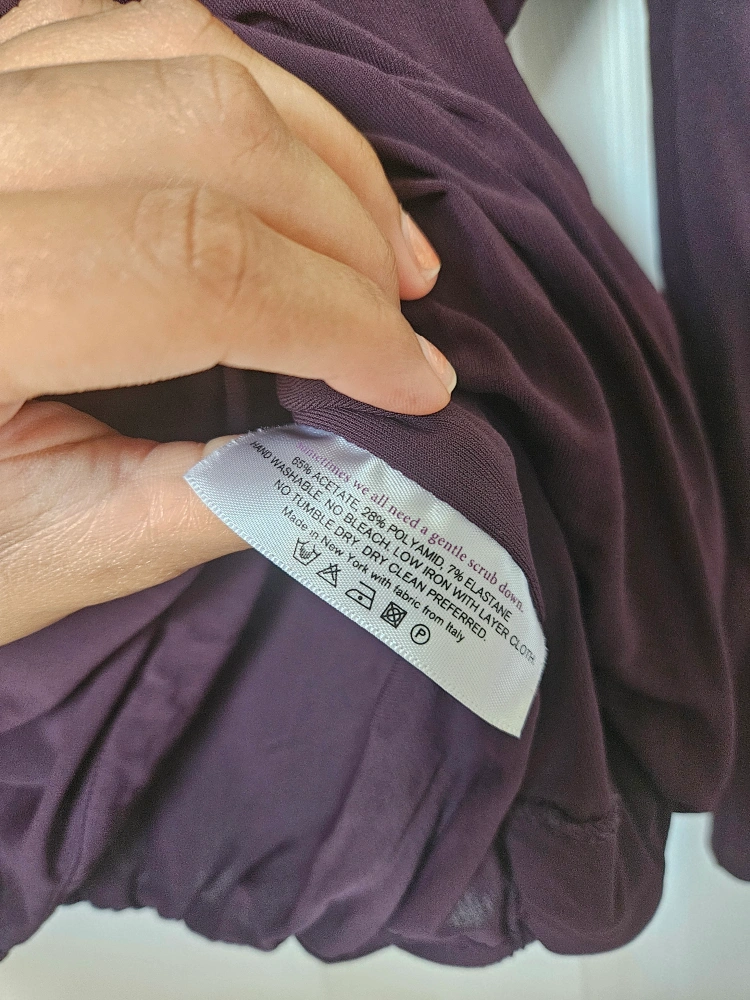 sometimes we all need a gentle scrub down.
65% ACETATE, 28% POLYAMID, 7% ELASTANE
HAND WASHABLE, NO BLEACH, LOW IRON WITH LAYER CLOTH.
NO TUMBLE DRY, DRY CLEAN PREFERRED.
Made in New York with fabric from Italy
P